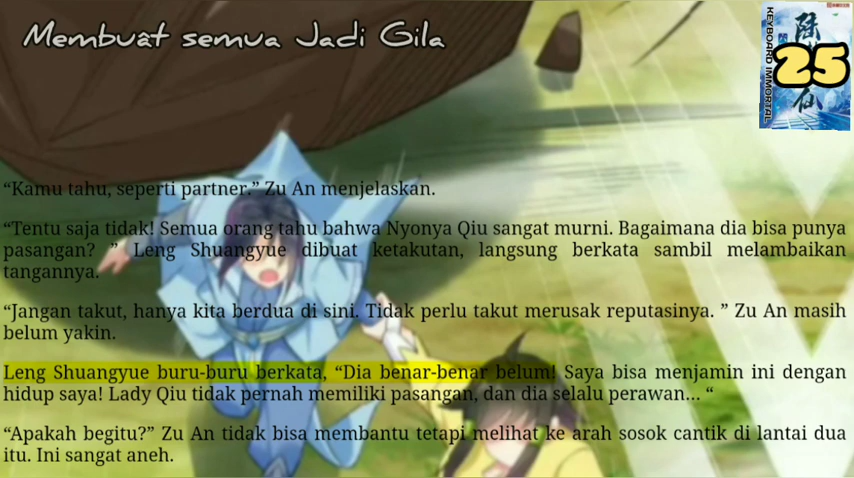 Membuat semua Jadi Gila
KEYBOARD IMMORTAL
25
“Kamu tahu, seperti partner.” Zu An menjelaskan.
“Tentu saja tidak! Semua orang tahu bahwa Nyonya Qiu sangat murni. Bagaimana dia bisa punya
pasangan? ” Leng Shuangyue dibuat ketakutan, langsung berkata sambil melambaikan
tangannya.
“Jangan takut, hanya kita berdua di sini. Tidak perlu takut merusak reputasinya. ” Zu An masih
belum yakin.
Leng Shuangyue buru-buru berkata, “Dia benar-benar belum! Saya bisa menjamin ini dengan
hidup saya! Lady Qiu tidak pernah memiliki pasangan, dan dia selalu perawan... “
“Apakah begitu?” Zu An tidak bisa membantu tetapi melihat ke arah sosok cantik di lantai dua
itu. Ini sangat aneh.